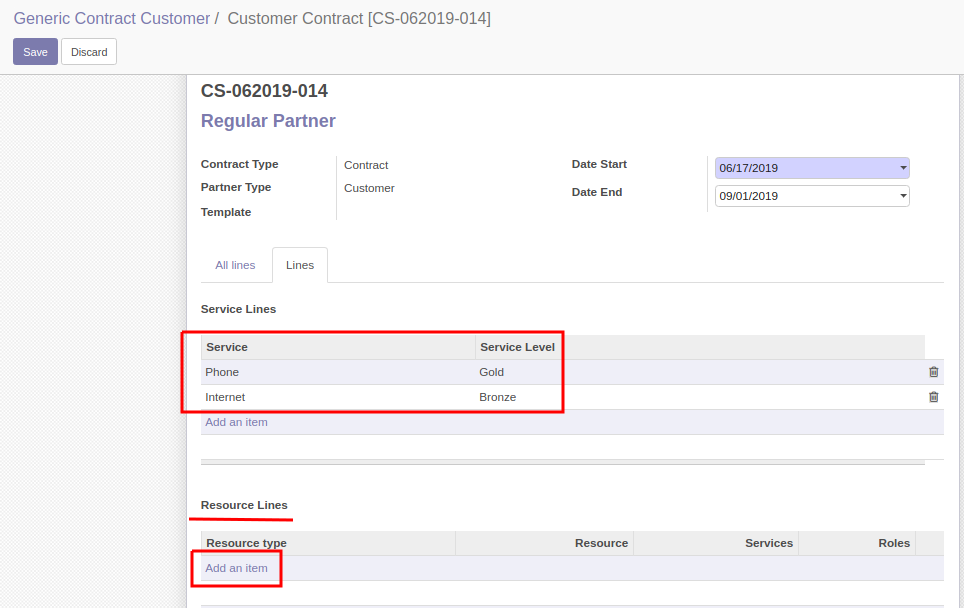 Generic Contract Customer / Customer Contract [CS-062019-014]
Save Discard
CS-062019-014
Regular Partner
Contract Type Contract Date Start 06/17/2019
Partner Type Customer Date End 09/01/2019
Template
All lines Lines
Service Lines
Service Service Level
Phone Gold
Internet Bronze
Add an item
Resource Lines
Resource type Resource Services Roles
Add an item